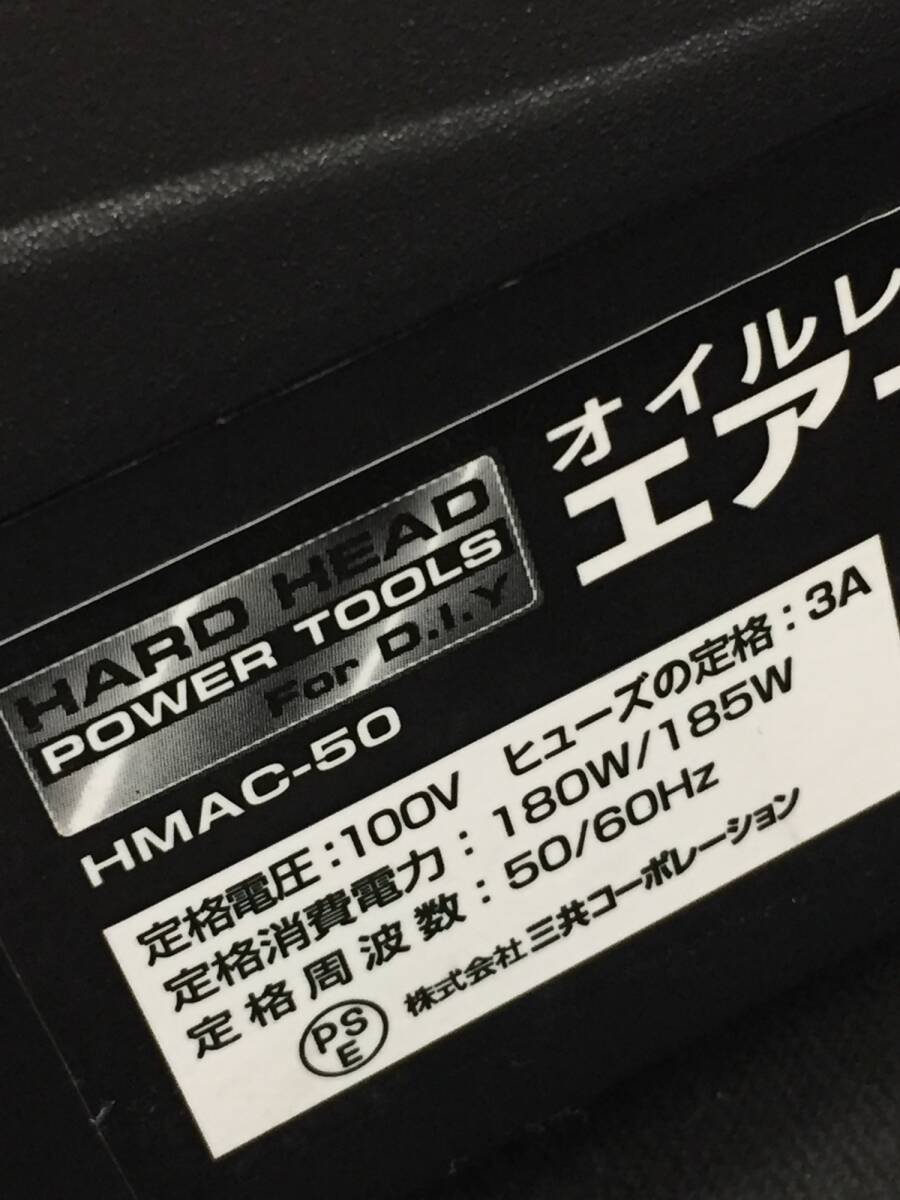 HARD HEAD
POWER TOOLS
For D.I.Y
HMAC-50
オイルレ
エアー
定格電圧:100V ヒューズの定格:3A
定格消費電力:180W/185W
定格周波数:50/60Hz
PSE 株式会社三共コーポレーション